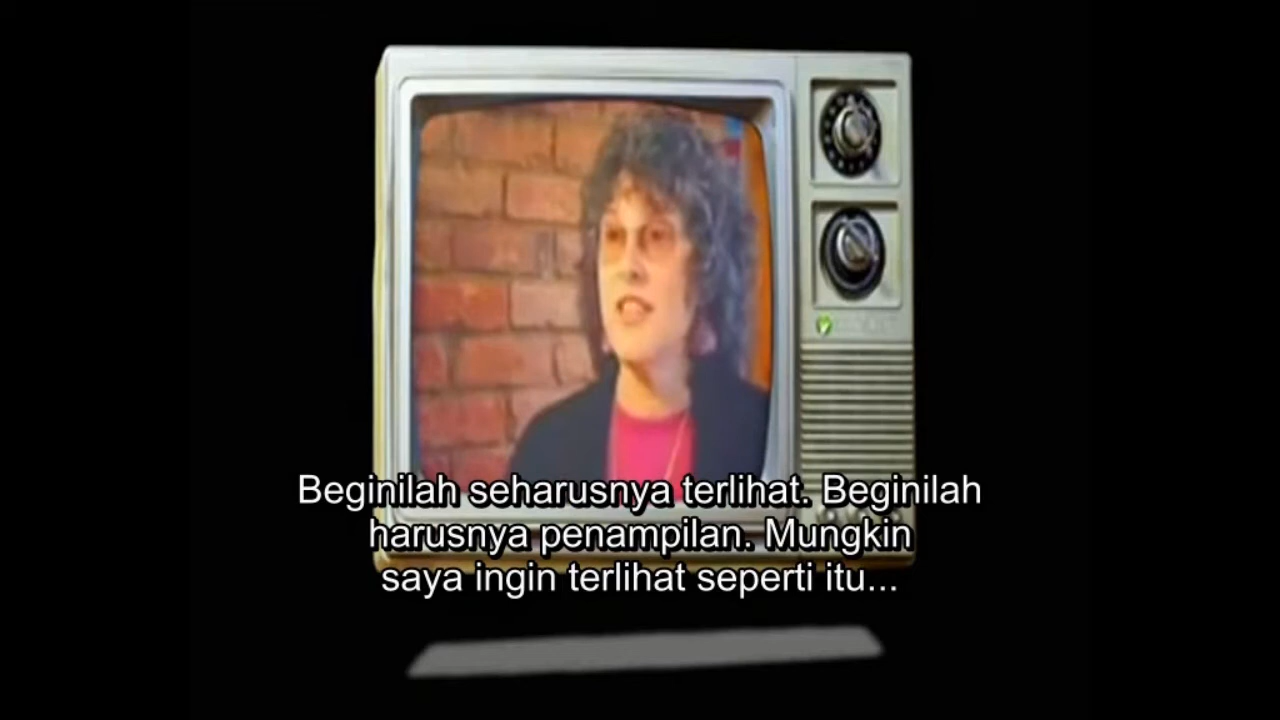 Beginilah seharusnya terlihat. Beginilah
harusnya penampilan. Mungkin
saya ingin terlihat seperti itu...